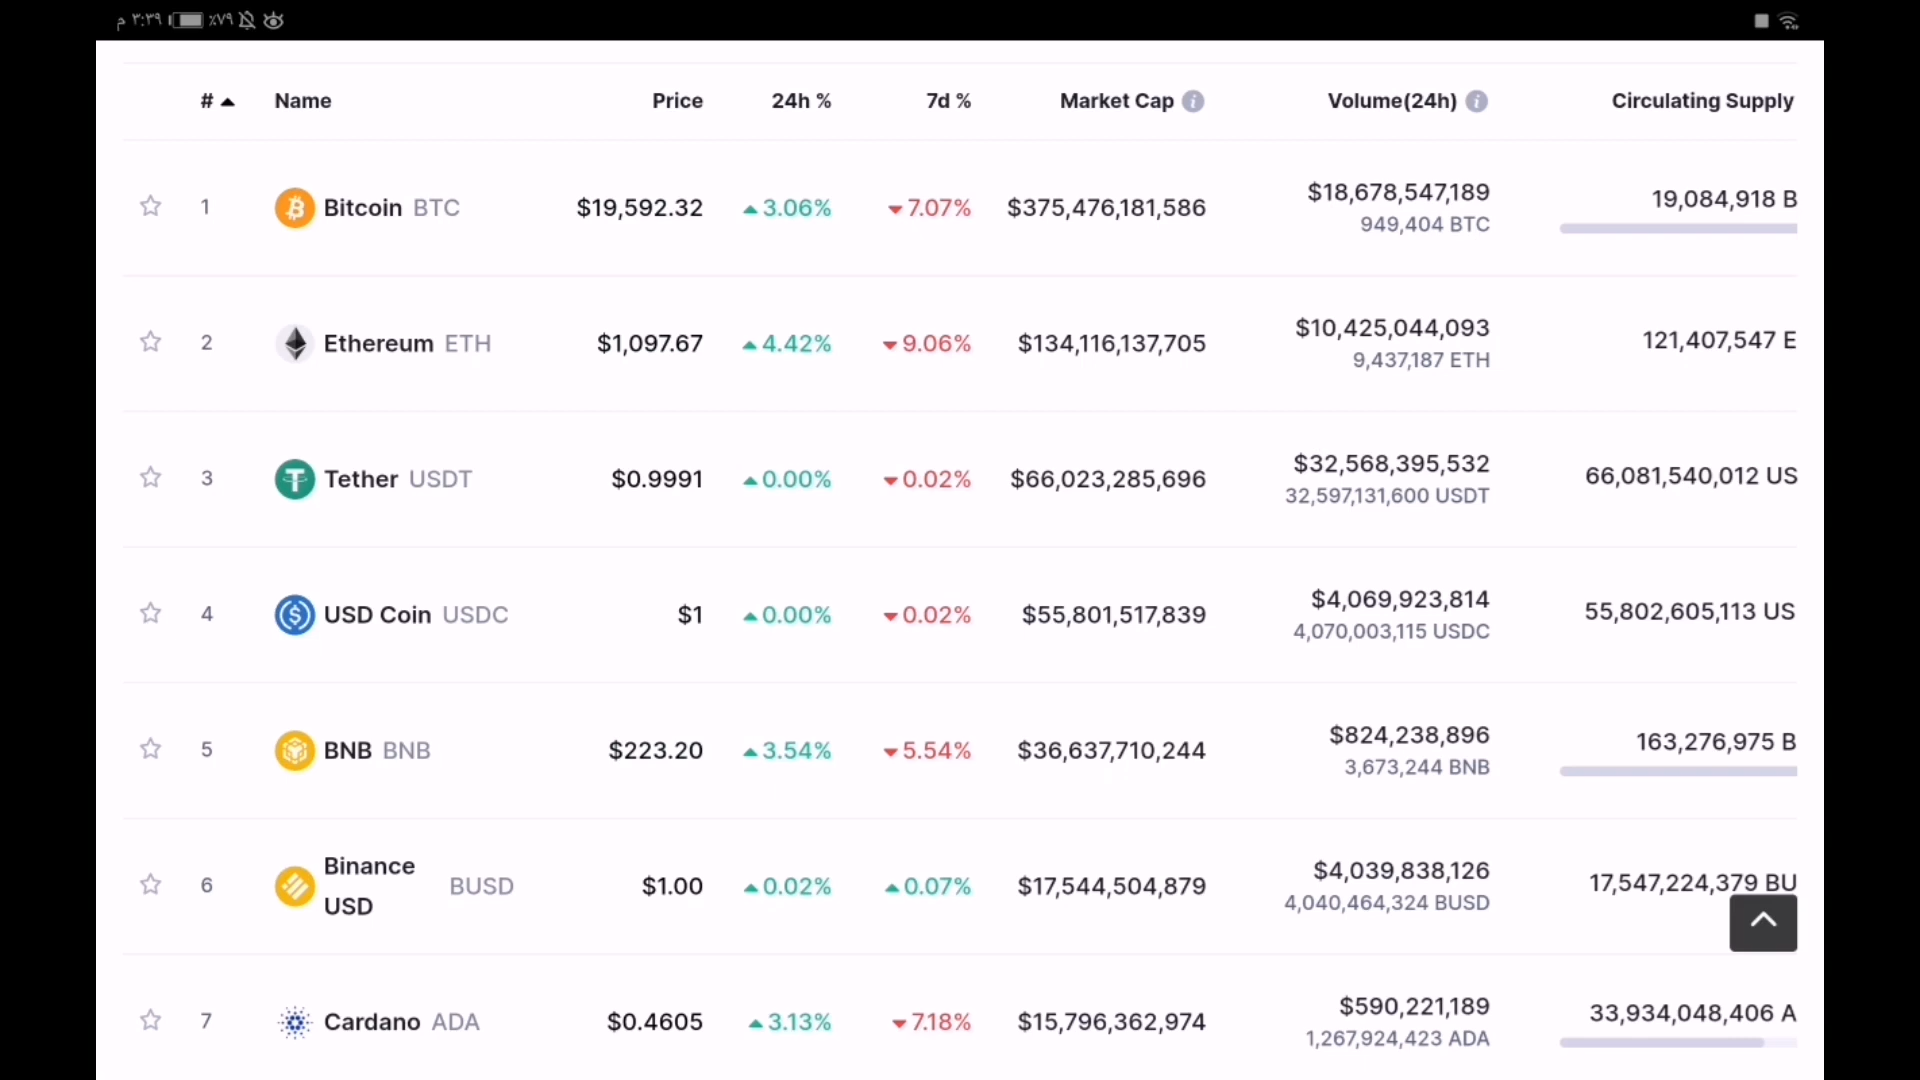 م ٣:٣٩ ٪٧٩
# Name Price 24h % 7d % Market Cap Volume(24h) Circulating Supply
1 Bitcoin BTC $19,592.32 3.06% 7.07% $375,476,181,586 $18,678,547,189 19,084,918 B
949,404 BTC
2 Ethereum ETH $1,097.67 4.42% 9.06% $134,116,137,705 $10,425,044,093 121,407,547 E
9,437,187 ETH
3 Tether USDT $0.9991 0.00% 0.02% $66,023,285,696 $32,568,395,532 66,081,540,012 US
32,597,131,600 USDT
4 USD Coin USDC $1 0.00% 0.02% $55,801,517,839 $4,069,923,814 55,802,605,113 US
4,070,003,115 USDC
5 BNB BNB $223.20 3.54% 5.54% $36,637,710,244 $824,238,896 163,276,975 B
3,673,244 BNB
6 Binance USD BUSD $1.00 0.02% 0.07% $17,544,504,879 $4,039,838,126 17,547,224,379 BU
4,040,464,324 BUSD
7 Cardano ADA $0.4605 3.13% 7.18% $15,796,362,974 $590,221,189 33,934,048,406 A
1,267,924,423 ADA